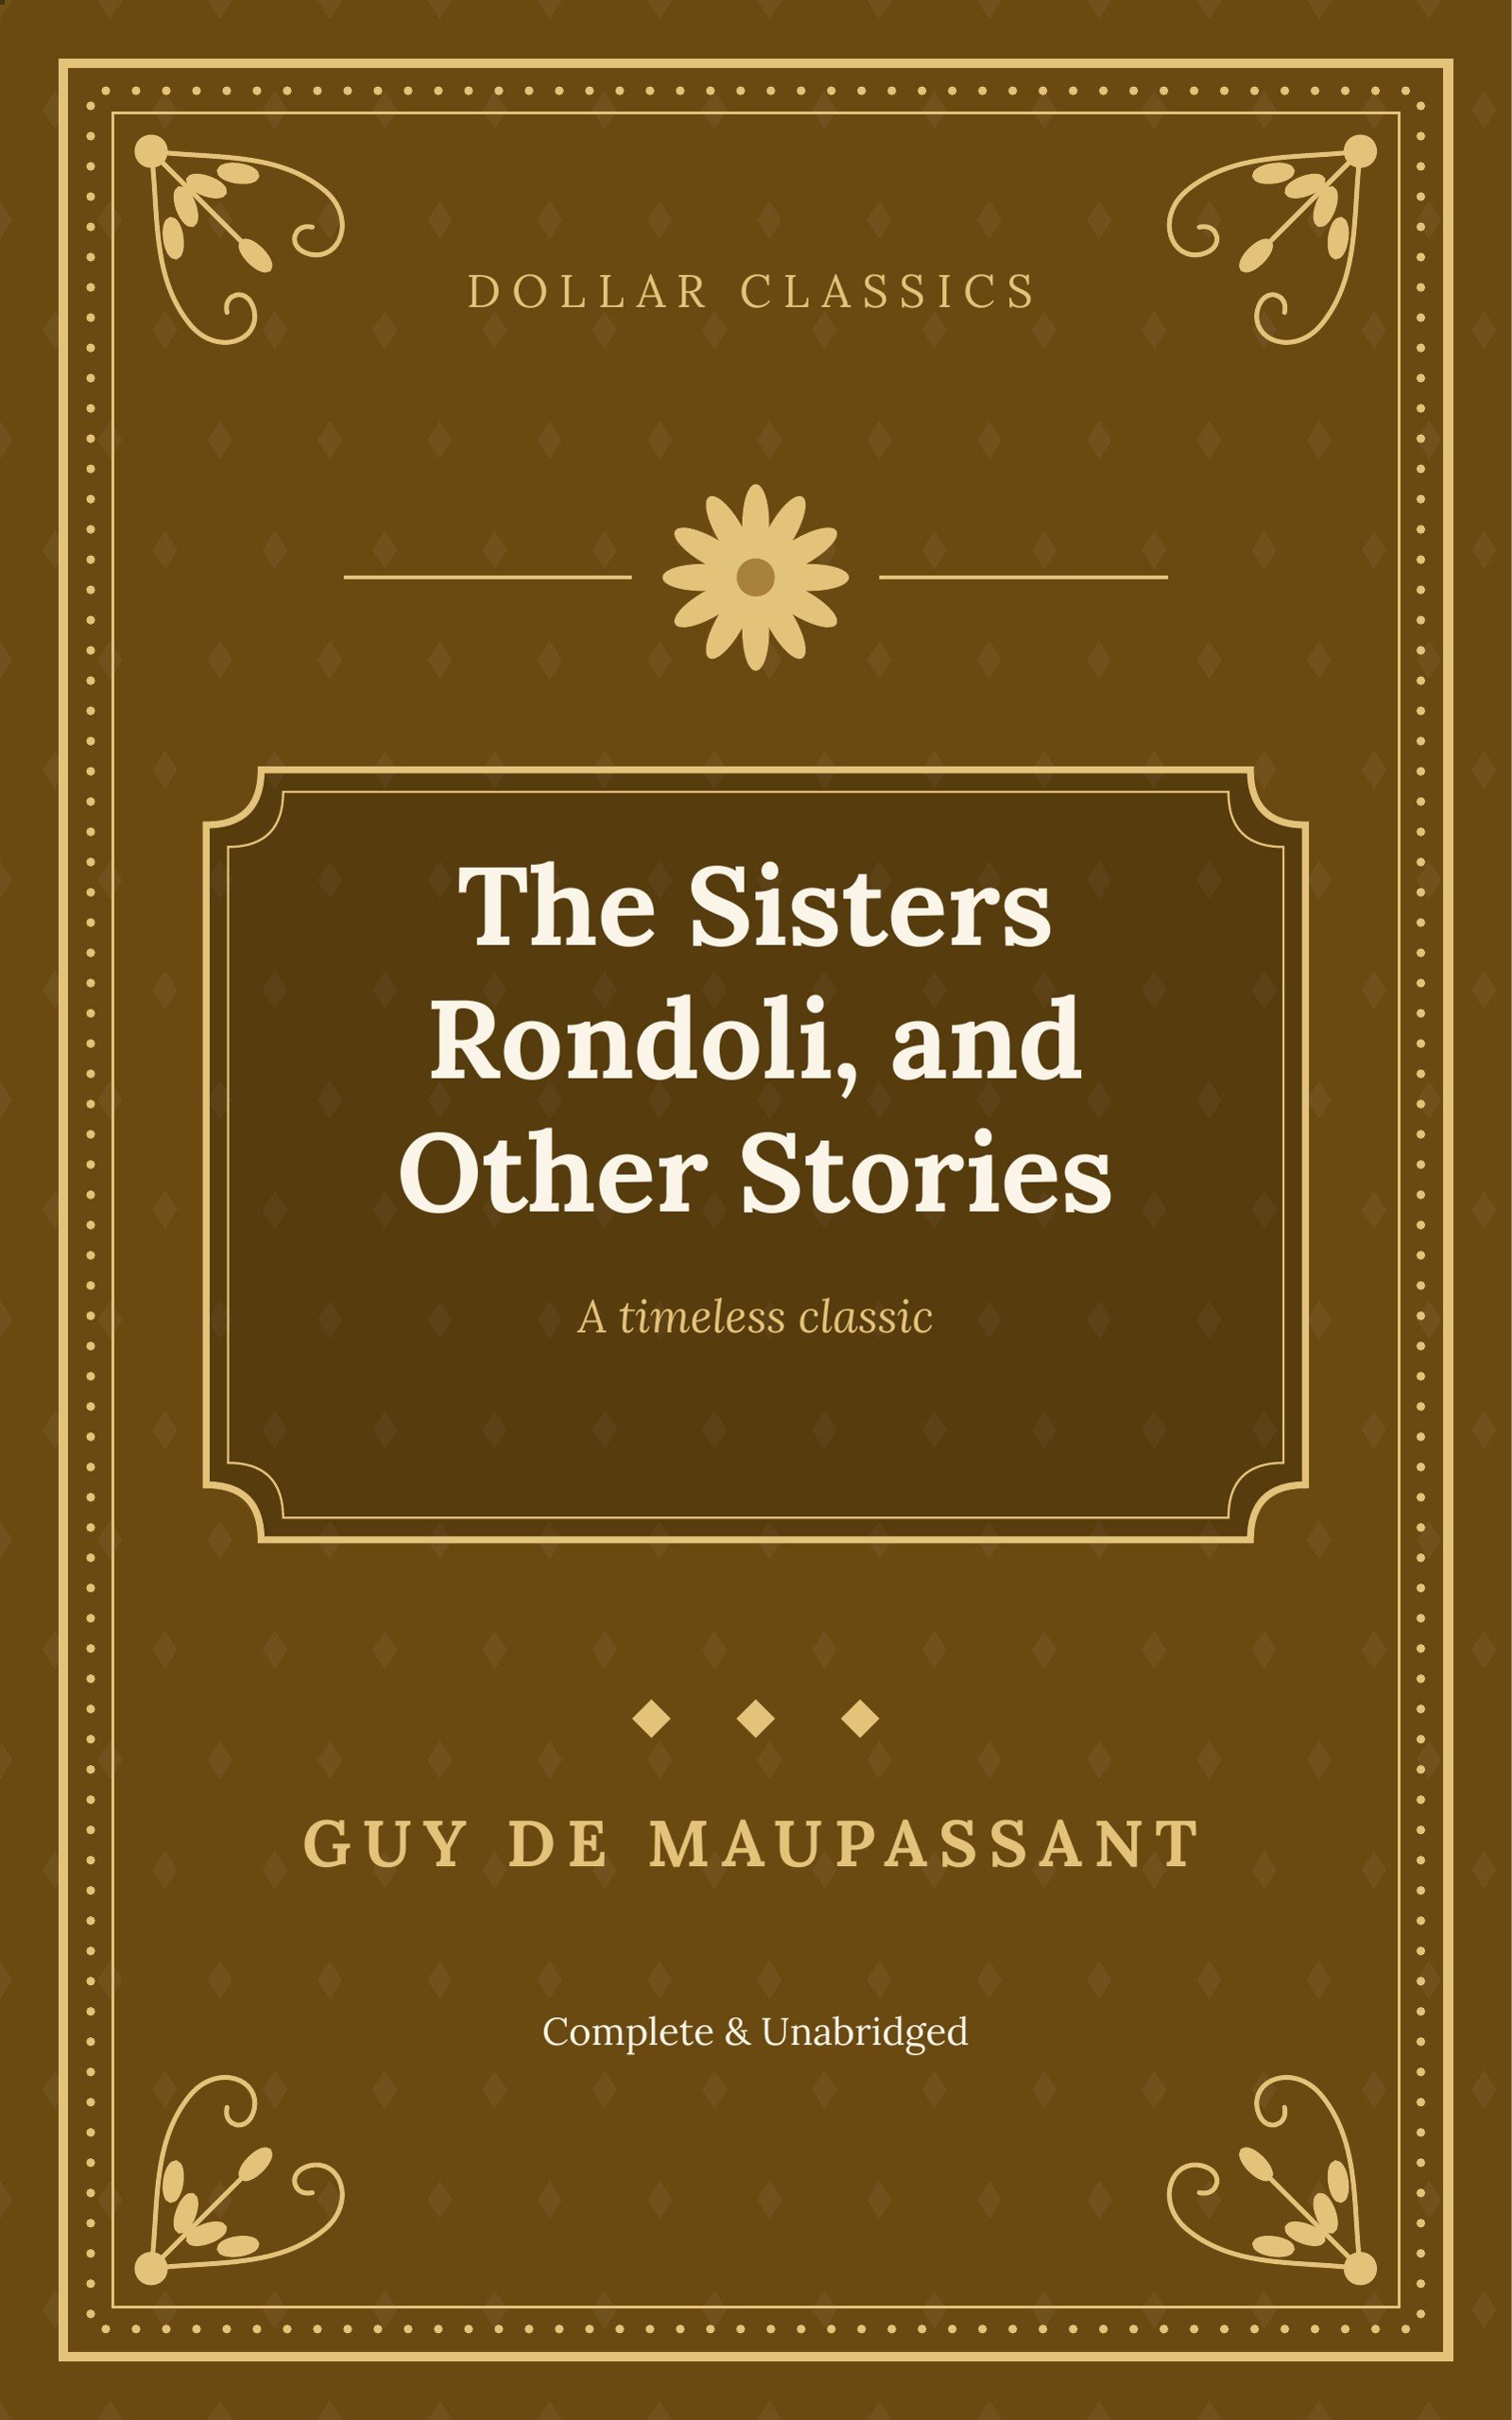 DOLLAR CLASSICS
The Sisters
Rondoli, and
Other Stories
A timeless classic
GUY DE MAUPASSANT
Complete & Unabridged